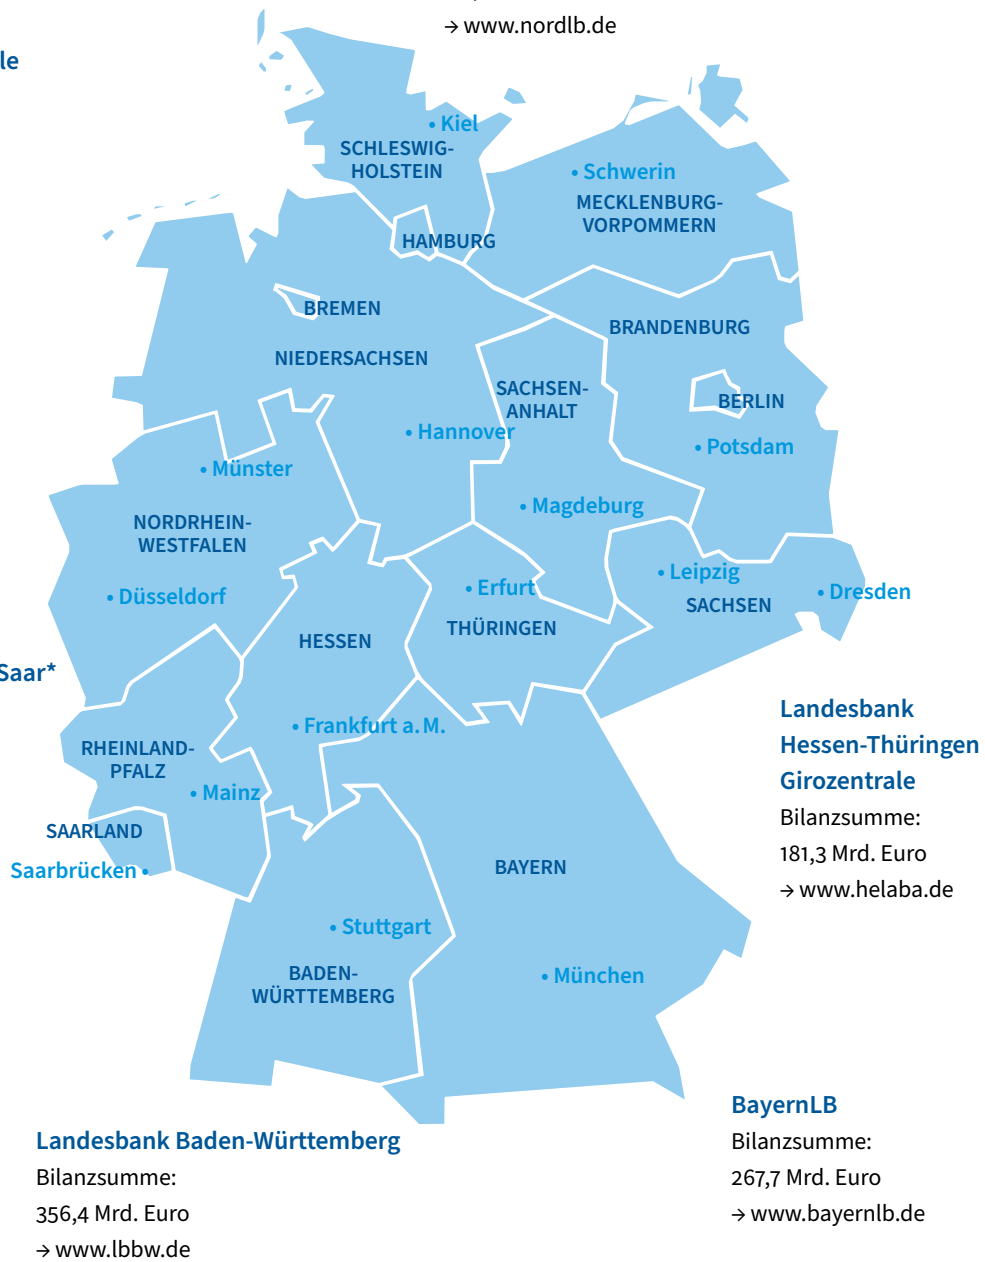 → www.nordlb.de
le
• Kiel
SCHLESWIG-
HOLSTEIN
• Schwerin
MECKLENBURG-
VORPOMMERN
HAMBURG
BREMEN
NIEDERSACHSEN
BRANDENBURG
SACHSEN-
ANHALT
BERLIN
• Hannover
• Potsdam
• Münster
• Magdeburg
NORDRHEIN-
WESTFALEN
• Düsseldorf
• Erfurt
• Leipzig
SACHSEN
• Dresden
THÜRINGEN
HESSEN
Saar*
• Frankfurt a. M.
RHEINLAND-
PFALZ
• Mainz
SAARLAND
Saarbrücken •
Landesbank
Hessen-Thüringen
Girozentrale
Bilanzsumme:
181,3 Mrd. Euro
→ www.helaba.de
BAYERN
• Stuttgart
BADEN-
WÜRTTEMBERG
• München
Landesbank Baden-Württemberg
Bilanzsumme:
356,4 Mrd. Euro
→ www.lbbw.de
BayernLB
Bilanzsumme:
267,7 Mrd. Euro
→ www.bayernlb.de